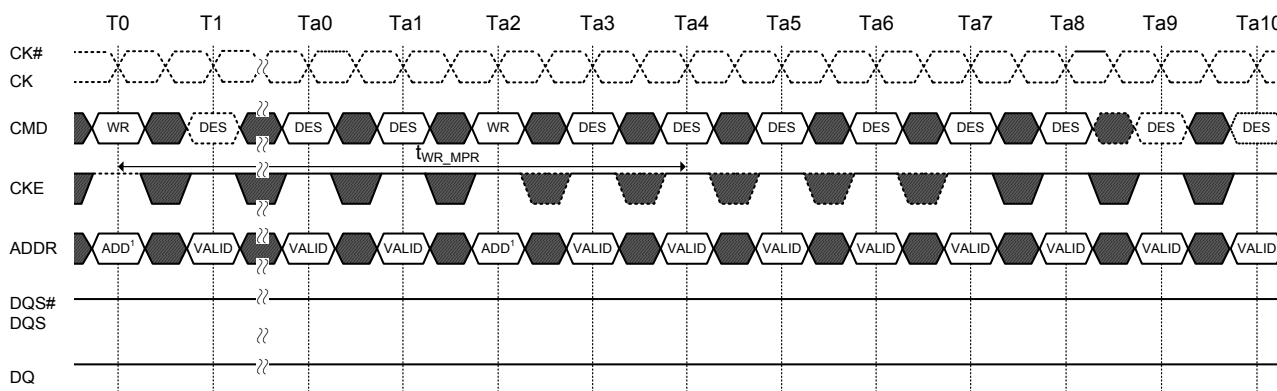 T0 T1 Ta0 Ta1 Ta2 Ta3 Ta4 Ta5 Ta6 Ta7 Ta8 Ta9 Ta10
CK#
CK
CMD WR DES DES DES WR DES DES DES DES DES DES DES DES
tWR_MPR
CKE
ADDR ADD¹ VALID VALID VALID ADD¹ VALID VALID VALID VALID VALID VALID VALID VALID
DQS#
DQS
DQ